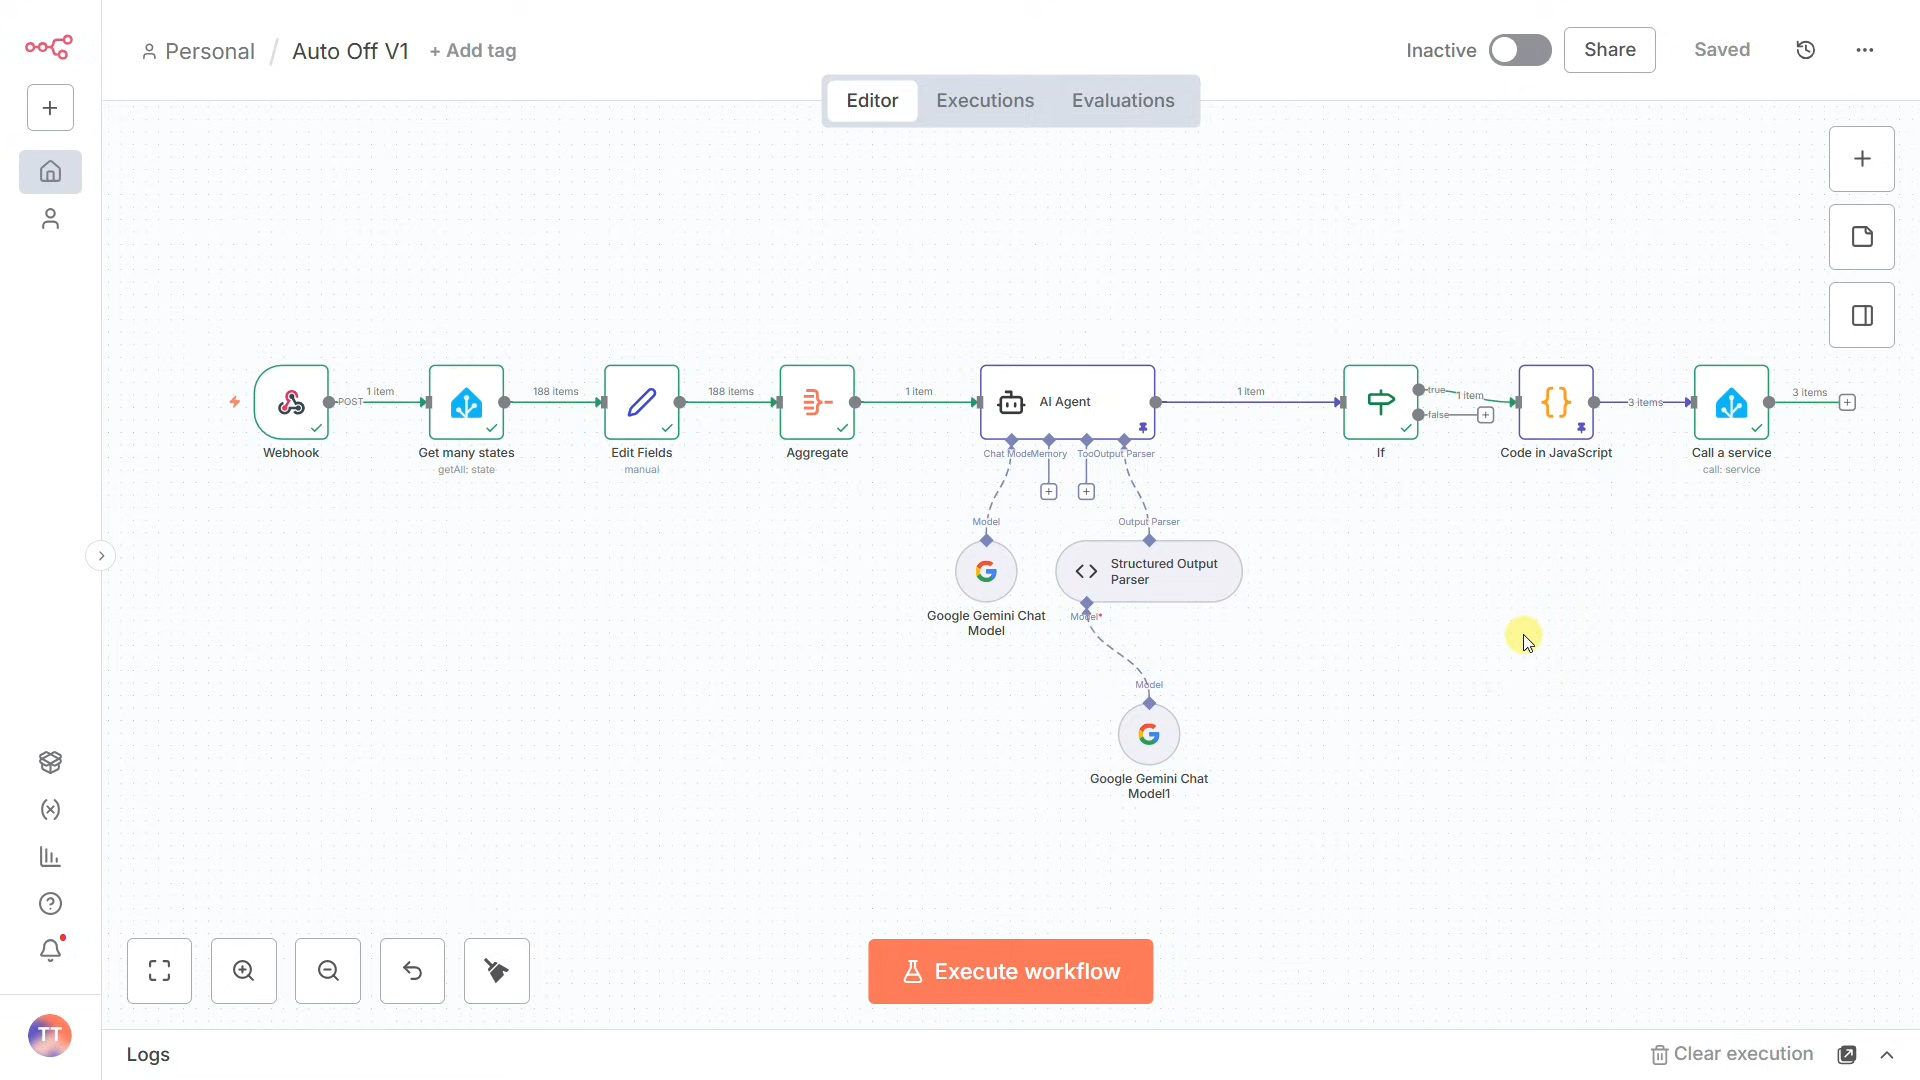 Personal / Auto Off V1 + Add tag
Inactive Share Saved
Editor Executions Evaluations
POST
1 item
188 items
188 items
1 item
1 item
true
1 item
false
3 items
3 items
AI Agent
Webhook
Get many states
getAll: state
Edit Fields
manual
Aggregate
Chat Mode
Memory
Too
Output Parser
If
Code in JavaScript
Call a service
call: service
Model
Output Parser
Structured Output
Parser
Google Gemini Chat
Model
Model*
Model
Google Gemini Chat
Model1
Execute workflow
TT
Logs
Clear execution